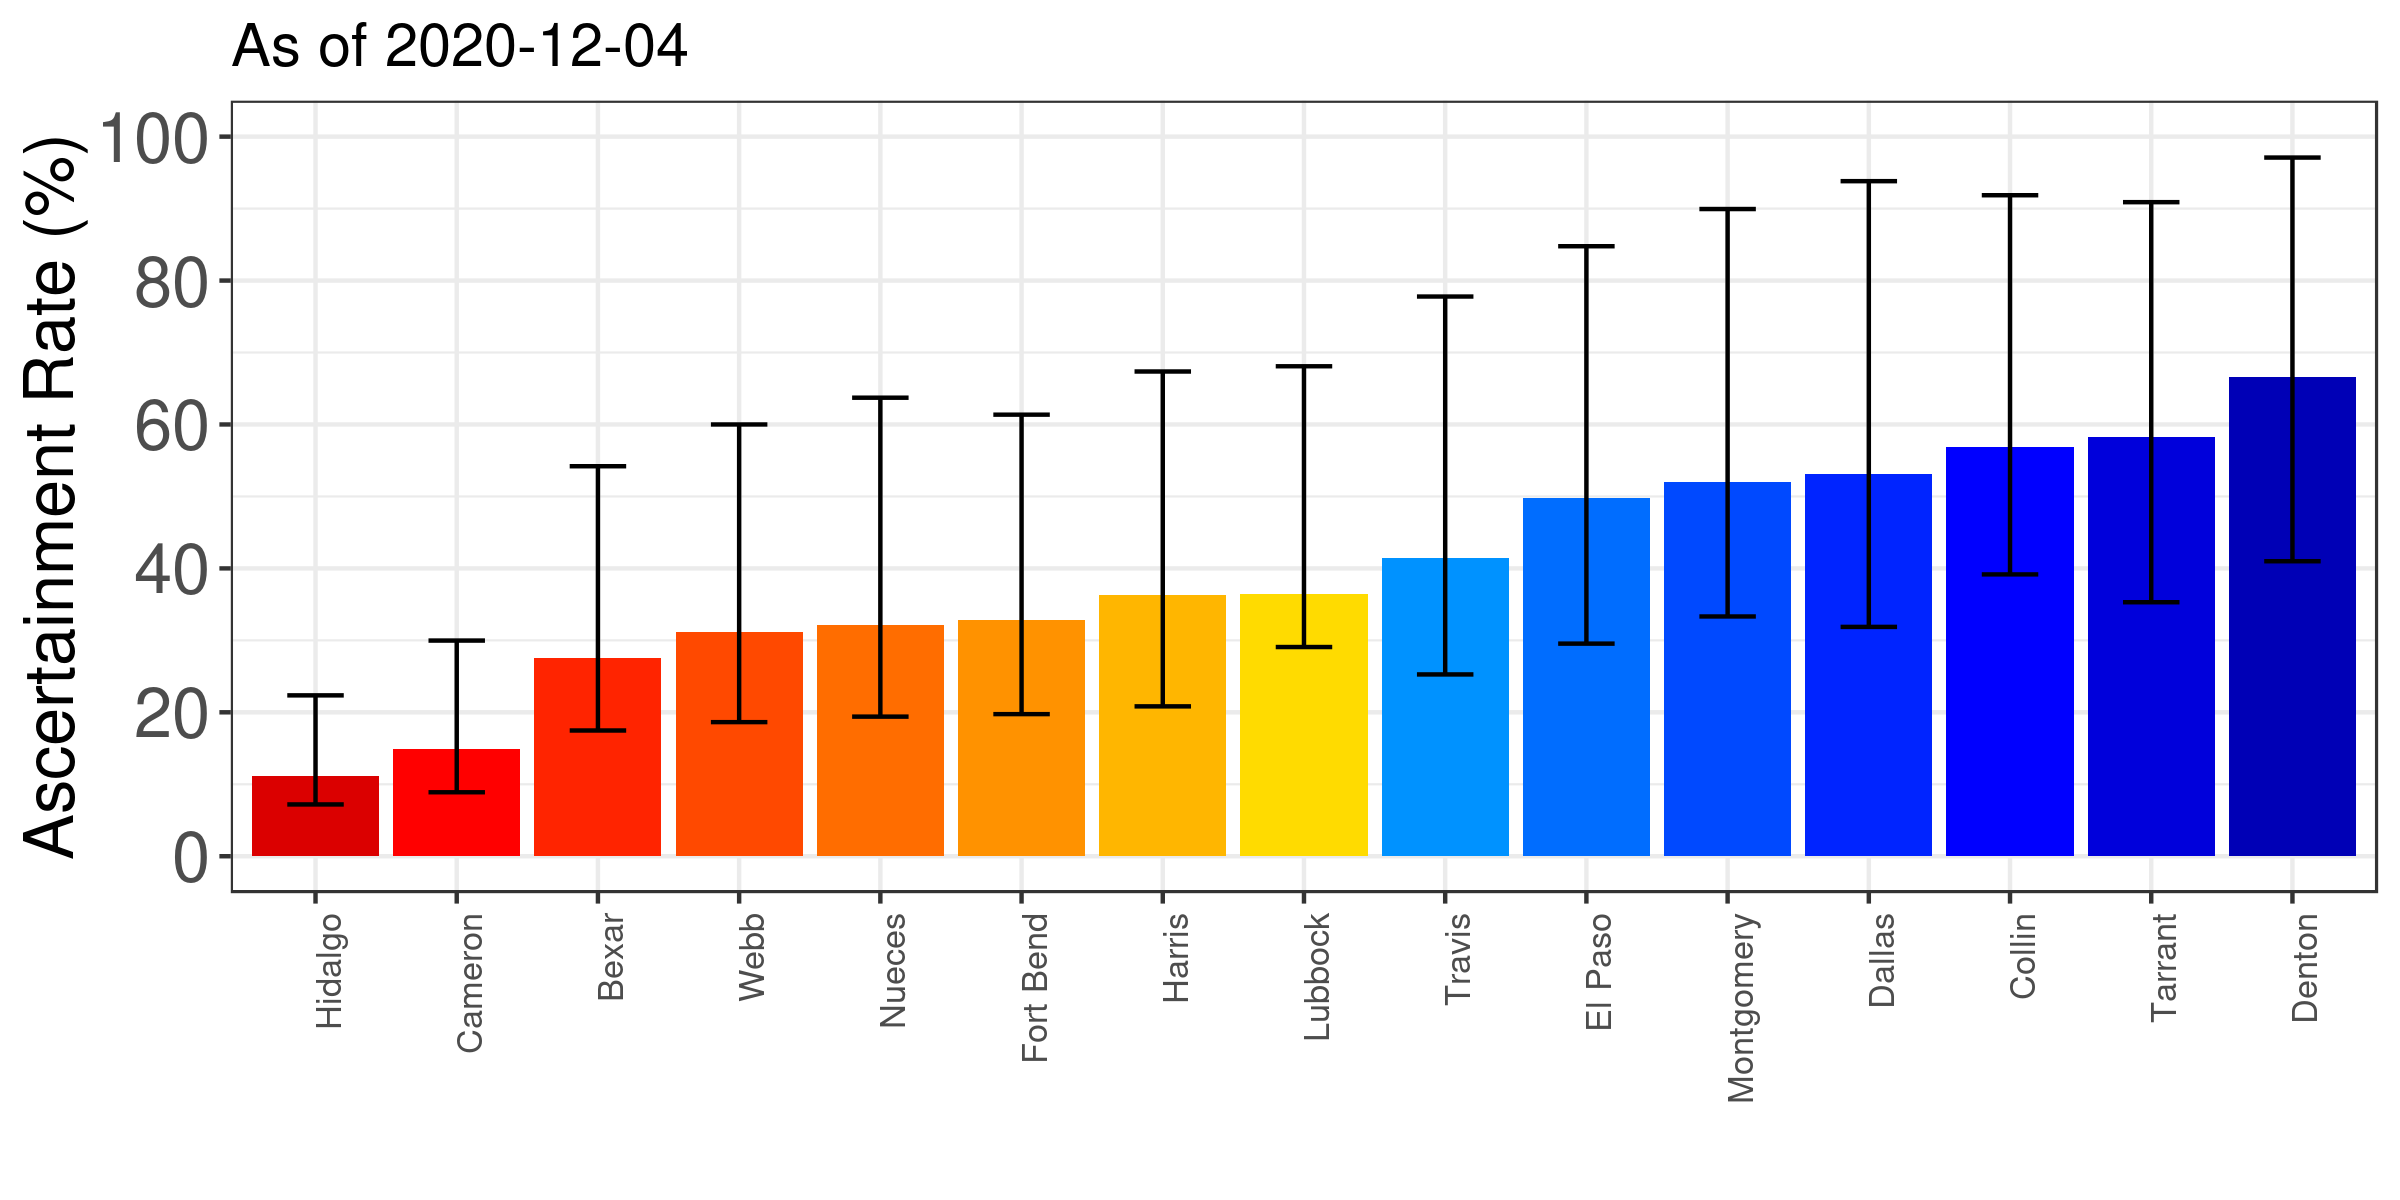 As of 2020-12-04
Ascertainment Rate (%)
100
80
60
40
20
0
Hidalgo
Cameron
Bexar
Webb
Nueces
Fort Bend
Harris
Lubbock
Travis
El Paso
Montgomery
Dallas
Collin
Tarrant
Denton